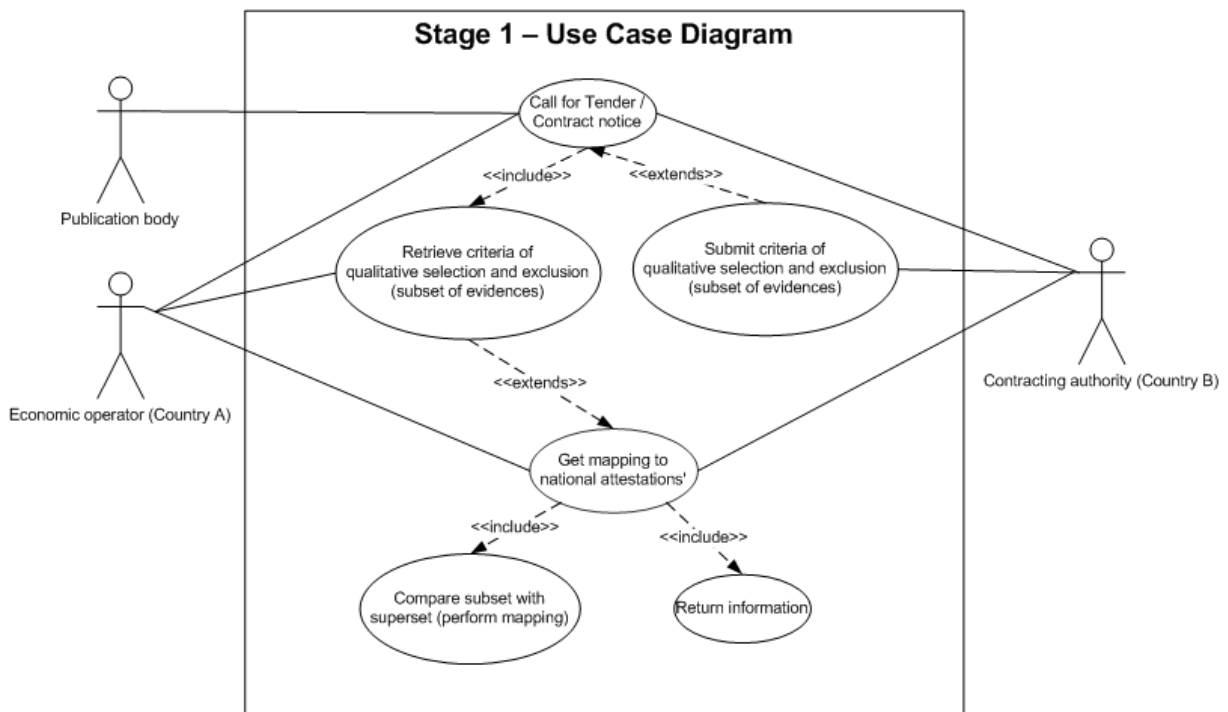 Stage 1 – Use Case Diagram
Call for Tender /
Contract notice
<<include>>
<<extends>>
Publication body
Retrieve criteria of
qualitative selection and exclusion
(subset of evidences)
Submit criteria of
qualitative selection and exclusion
(subset of evidences)
Economic operator (Country A)
Contracting authority (Country B)
<<extends>>
Get mapping to
national attestations'
<<include>>
<<include>>
Compare subset with
superset (perform mapping)
Return information